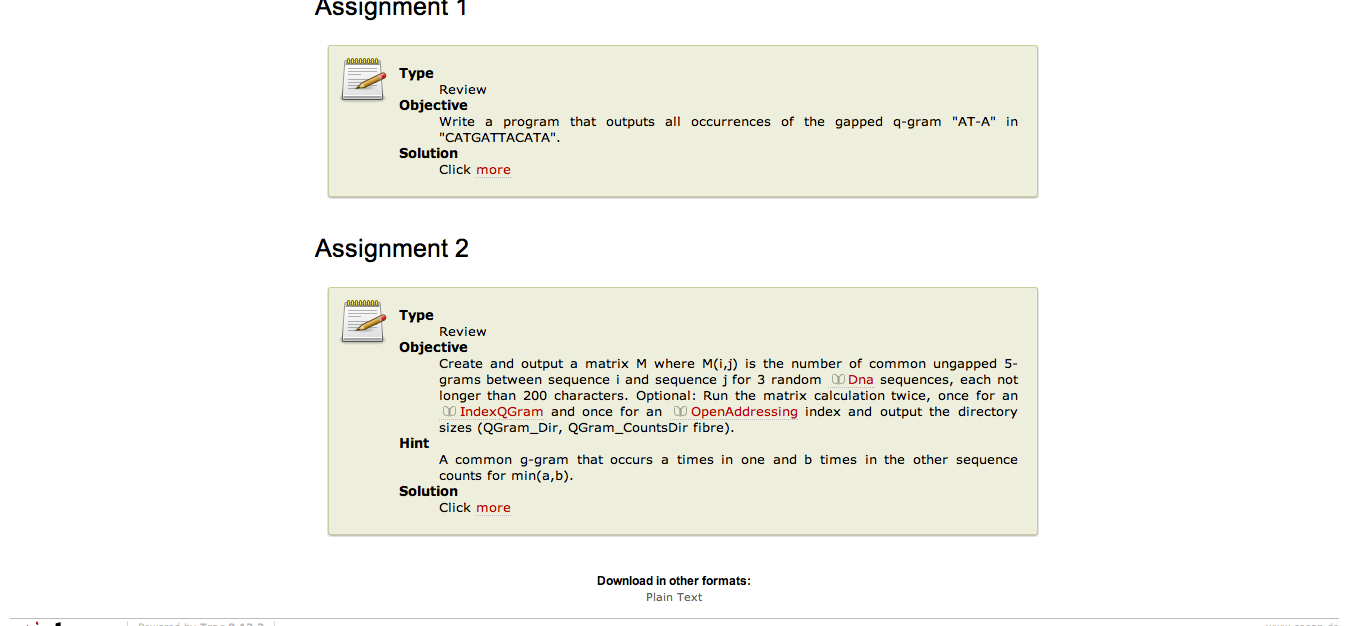 Assignment 1
Type
Review
Objective
Write a program that outputs all occurrences of the gapped q-gram "AT-A" in
"CATGATTACATA".
Solution
Click more
Assignment 2
Type
Review
Objective
Create and output a matrix M where M(i,j) is the number of common ungapped 5-
grams between sequence i and sequence j for 3 random Dna sequences, each not
longer than 200 characters. Optional: Run the matrix calculation twice, once for an
IndexQGram and once for an OpenAddressing index and output the directory
sizes (QGram_Dir, QGram_CountsDir fibre).
Hint
A common g-gram that occurs a times in one and b times in the other sequence
counts for min(a,b).
Solution
Click more
Download in other formats:
Plain Text